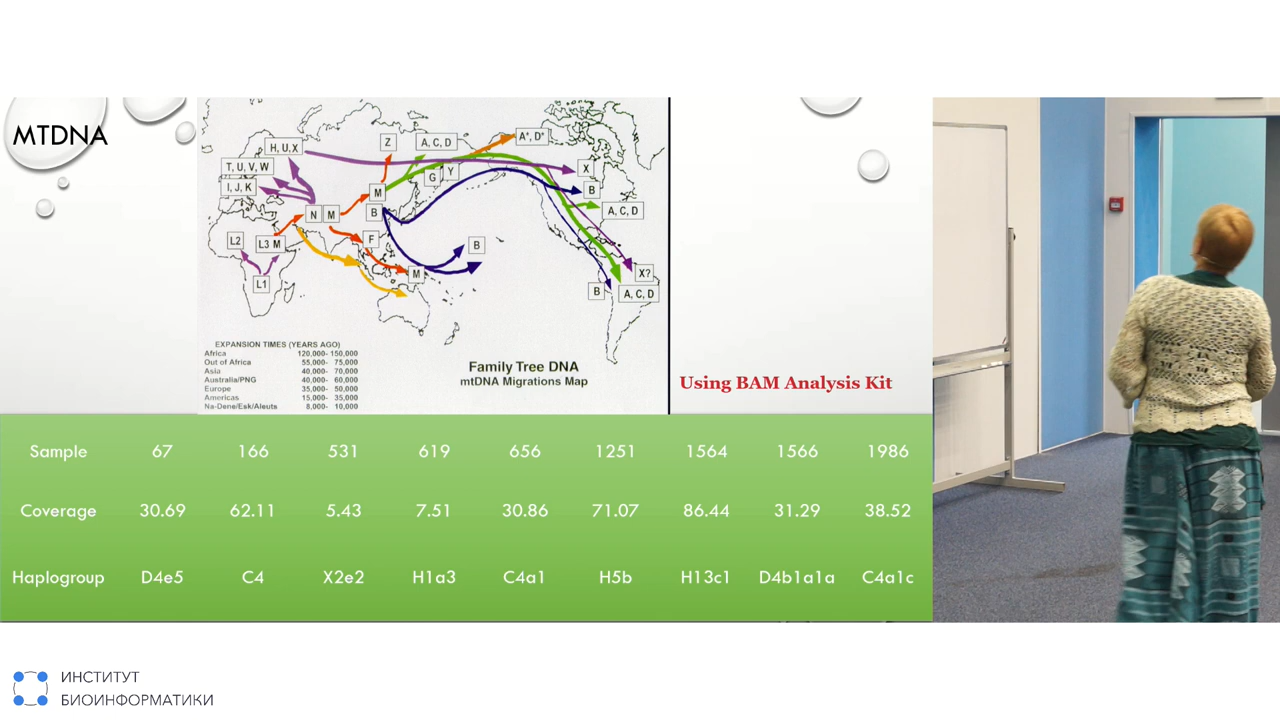 MTDNA
H, U,X
Z
A, C, D
A*, D*
T, U, V, W
G
Y
X
I, J, K
M
B
N
M
B
A, C, D
L2
L3 M
F
B
M
X?
L1
B
A, C, D
EXPANSION TIMES (YEARS AGO)
Africa 120,000- 150,000
Out of Africa 55,000- 75,000
Asia 40,000- 70,000
Australia/PNG 40,000- 60,000
Europe 35,000- 50,000
Americas 15,000- 35,000
Na-Dene/Esk/Aleuts 8,000- 10,000
Family Tree DNA
mtDNA Migrations Map
Using BAM Analysis Kit
Sample 67 166 531 619 656 1251 1564 1566 1986
Coverage 30.69 62.11 5.43 7.51 30.86 71.07 86.44 31.29 38.52
Haplogroup D4e5 C4 X2e2 H1a3 C4a1 H5b H13c1 D4b1a1a C4a1c
ИНСТИТУТ
БИОИНФОРМАТИКИ